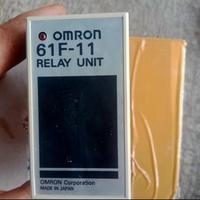 OMRON
61F-11
RELAY UNIT
OMRON Corporation
MADE IN JAPAN